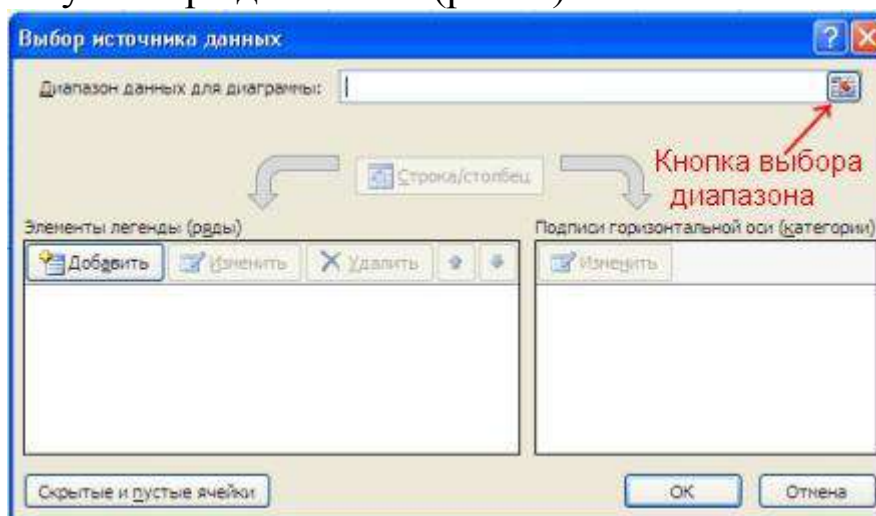 Выбор источника данных
Диапазон данных для диаграммы:
Кнопка выбора
диапазона
Строка/столбец
Элементы легенды (ряды)
Подписи горизонтальной оси (категории)
Добавить Изменить Удалить
Изменить
Скрытые и пустые ячейки
ОК Отмена